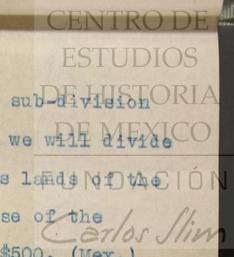 CENTRO DE
ESTUDIOS
DE HISTORIA
DE MEXICO
FUNDACIÓN
Carlos Slim
sub-division
we will divide
s lands of the
se of the
$500. (Mex.)